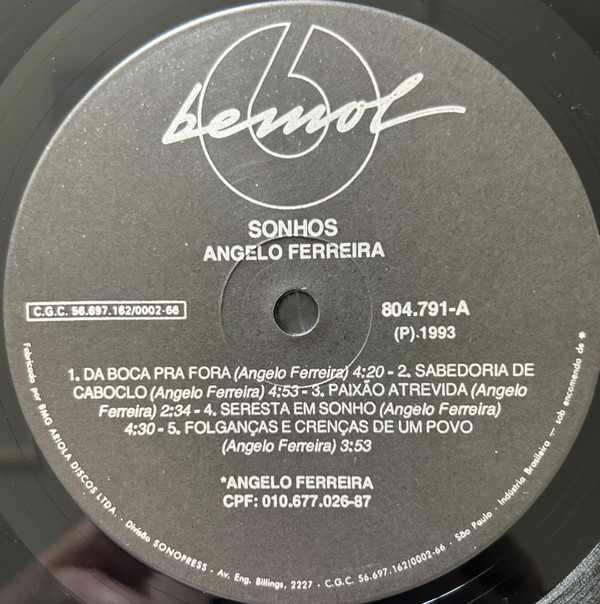 bemol
SONHOS
ANGELO FERREIRA
C.G.C. 56.697.162/0002-66
804.791-A
(P).1993
1. DA BOCA PRA FORA (Angelo Ferreira) 4:20 - 2. SABEDORIA DE
CABOCLO (Angelo Ferreira) 4:53 - 3. PAIXÃO ATREVIDA (Angelo
Ferreira) 2:34 - 4. SERESTA EM SONHO (Angelo Ferreira)
4:30 - 5. FOLGANÇAS E CRENÇAS DE UM POVO
(Angelo Ferreira) 3:53
*ANGELO FERREIRA
CPF: 010.677.026-87
Fabricado por BMG ARIOLA DISCOS LTDA. · Divisão SONOPRESS · Av. Eng. Billings, 2227 · C.G.C. 56.697.162/0002-66 · São Paulo · Indústria Brasileira — sob encomenda de *